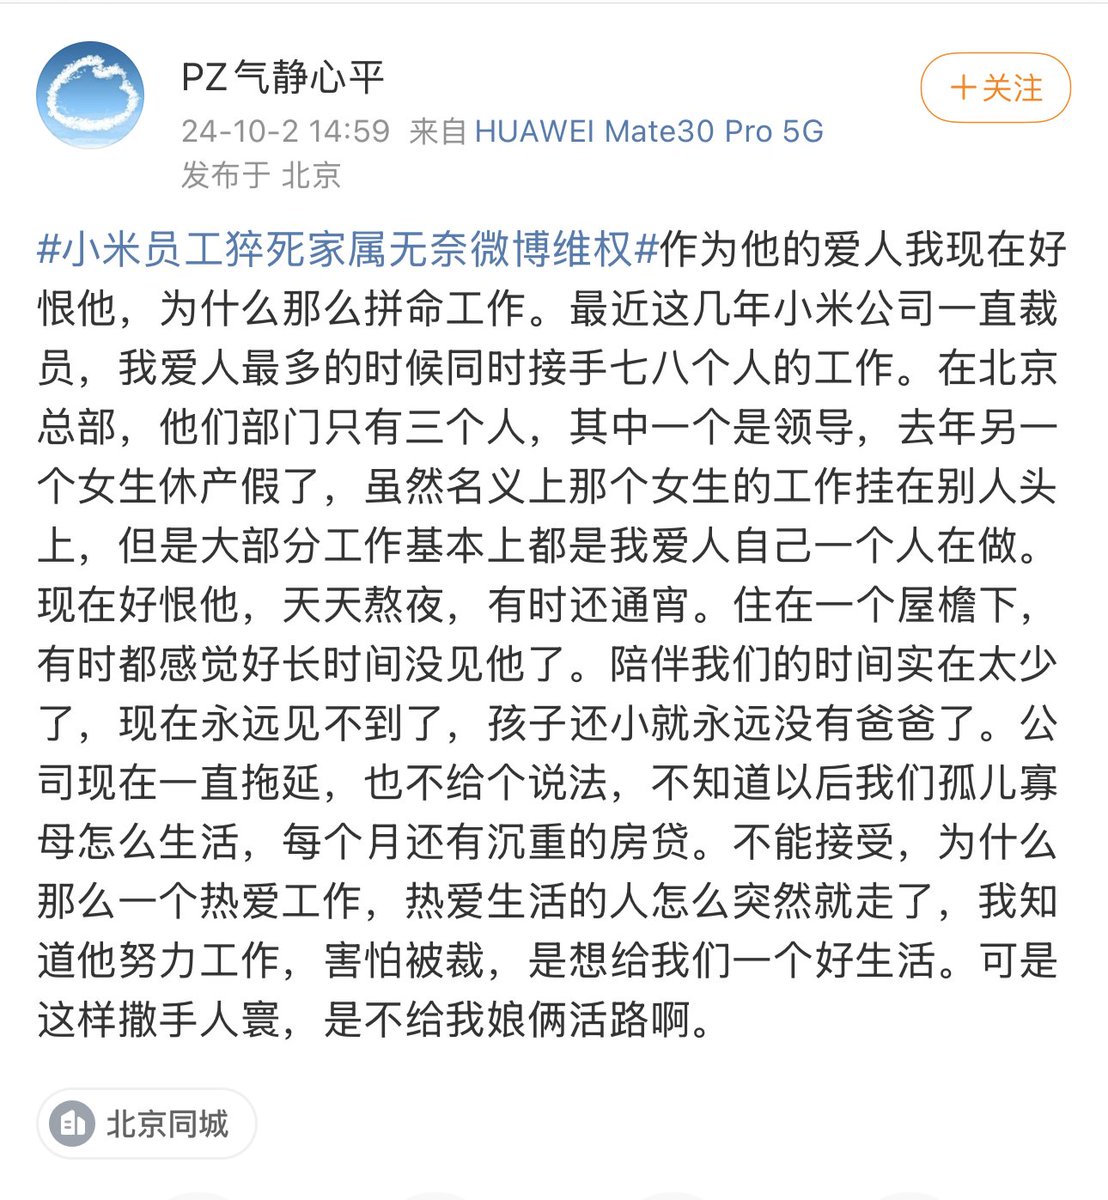 PZ气静心平
+关注
24-10-2 14:59 来自 HUAWEI Mate30 Pro 5G
发布于 北京
#小米员工猝死家属无奈微博维权#作为他的爱人我现在好
恨他，为什么那么拼命工作。最近这几年小米公司一直裁
员，我爱人最多的时候同时接手七八个人的工作。在北京
总部，他们部门只有三个人，其中一个是领导，去年另一
个女生休产假了，虽然名义上那个女生的工作挂在别人头
上，但是大部分工作基本上都是我爱人自己一个人在做。
现在好恨他，天天熬夜，有时还通宵。住在一个屋檐下，
有时都感觉好长时间没见他了。陪伴我们的时间实在太少
了，现在永远见不到了，孩子还小就永远没有爸爸了。公
司现在一直拖延，也不给个说法，不知道以后我们孤儿寡
母怎么生活，每个月还有沉重的房贷。不能接受，为什么
那么一个热爱工作，热爱生活的人怎么突然就走了，我知
道他努力工作，害怕被裁，是想给我们一个好生活。可是
这样撒手人寰，是不给我娘俩活路啊。
北京同城